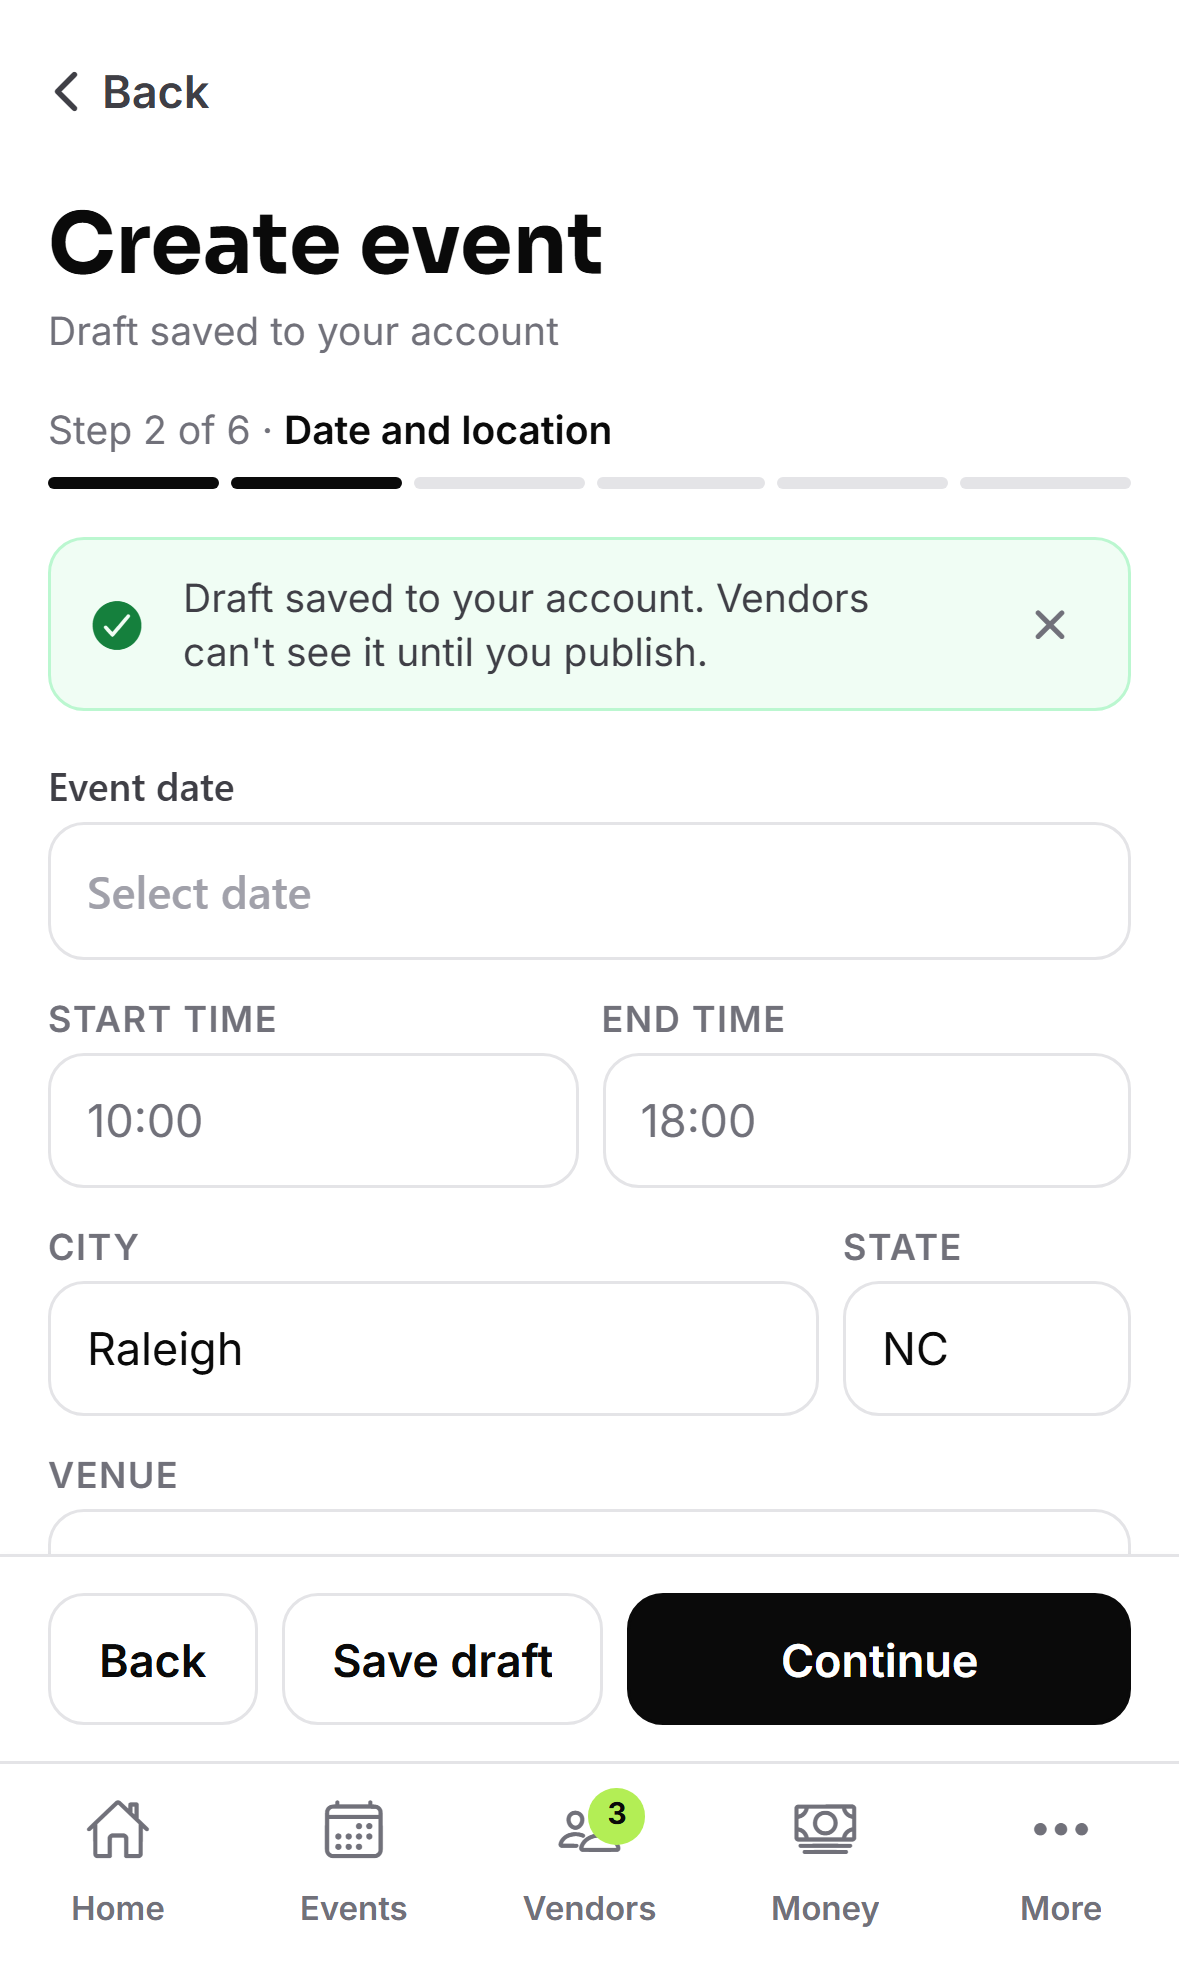 Back
Create event
Draft saved to your account
Step 2 of 6 · Date and location
Draft saved to your account. Vendors
can't see it until you publish.
Event date
Select date
START TIME END TIME
10:00 18:00
CITY STATE
Raleigh NC
VENUE
Back Save draft Continue
3
Home Events Vendors Money More